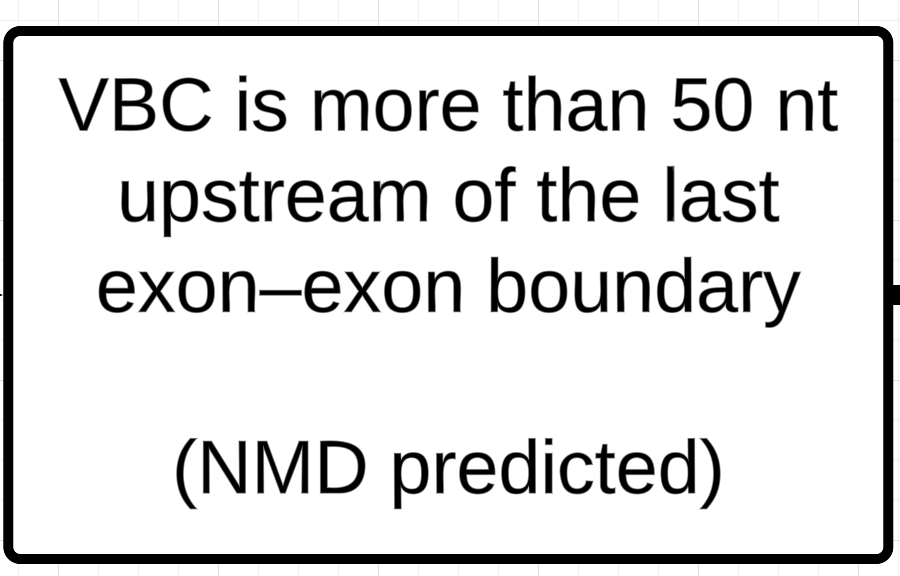 VBC is more than 50 nt
upstream of the last
exon–exon boundary
(NMD predicted)